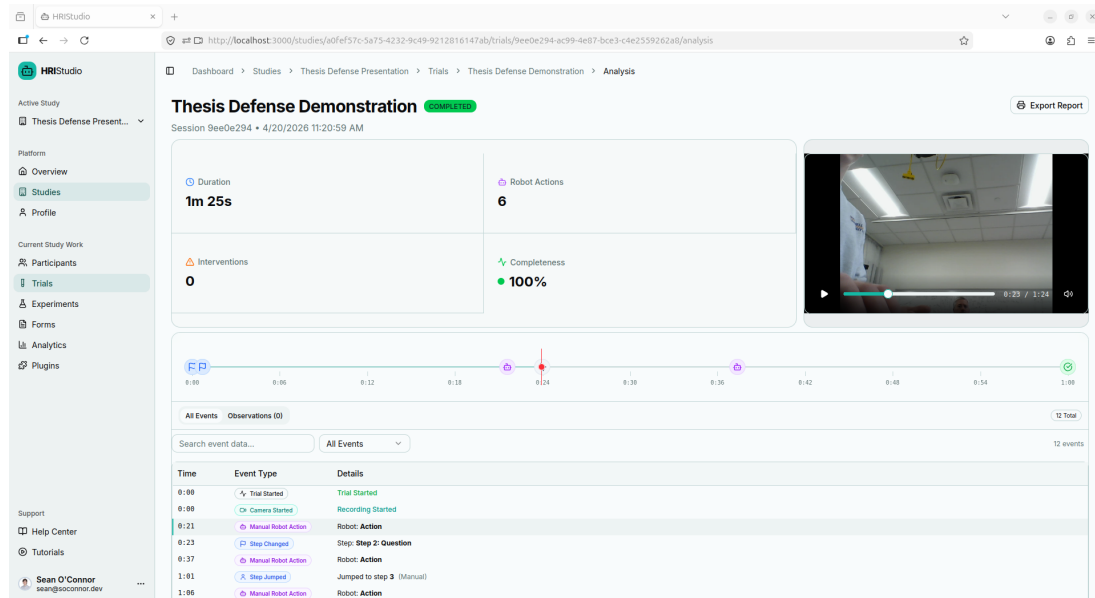 HRIStudio
http://localhost:3000/studies/a0fef57c-5a75-4232-9c49-9212816147ab/trials/9ee0e294-ac99-4e87-bce3-c4e2559262a8/analysis
HRIStudio
Active Study
Thesis Defense Present...
Platform
Overview
Studies
Profile
Current Study Work
Participants
Trials
Experiments
Forms
Analytics
Plugins
Support
Help Center
Tutorials
Sean O'Connor
sean@soconnor.dev
Dashboard > Studies > Thesis Defense Presentation > Trials > Thesis Defense Demonstration > Analysis
Thesis Defense Demonstration COMPLETED
Export Report
Session 9ee0e294 • 4/20/2026 11:20:59 AM
Duration
1m 25s
Robot Actions
6
Interventions
0
Completeness
100%
0:23 / 1:24
0:00 0:06 0:12 0:18 0:24 0:30 0:36 0:42 0:48 0:54 1:00
All Events Observations (0) 12 Total
Search event data... All Events 12 events
Time Event Type Details
0:00 Trial Started Trial Started
0:00 Camera Started Recording Started
0:21 Manual Robot Action Robot: Action
0:23 Step Changed Step: Step 2: Question
0:37 Manual Robot Action Robot: Action
1:01 Step Jumped Jumped to step 3 (Manual)
1:06 Manual Robot Action Robot: Action